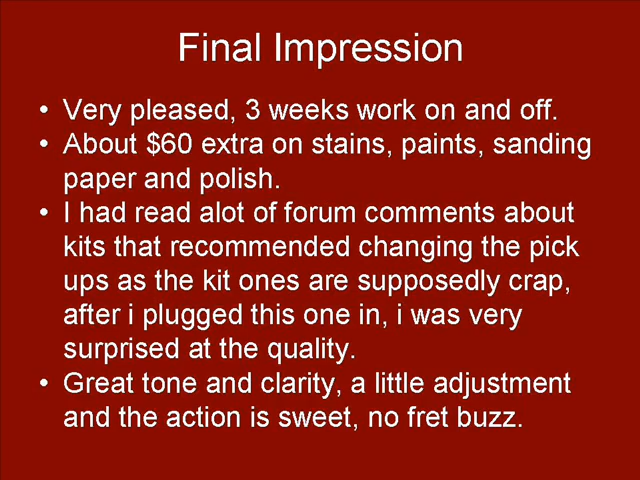 Final Impression
• Very pleased, 3 weeks work on and off.
• About $60 extra on stains, paints, sanding
paper and polish.
• I had read alot of forum comments about
kits that recommended changing the pick
ups as the kit ones are supposedly crap,
after i plugged this one in, i was very
surprised at the quality.
• Great tone and clarity, a little adjustment
and the action is sweet, no fret buzz.